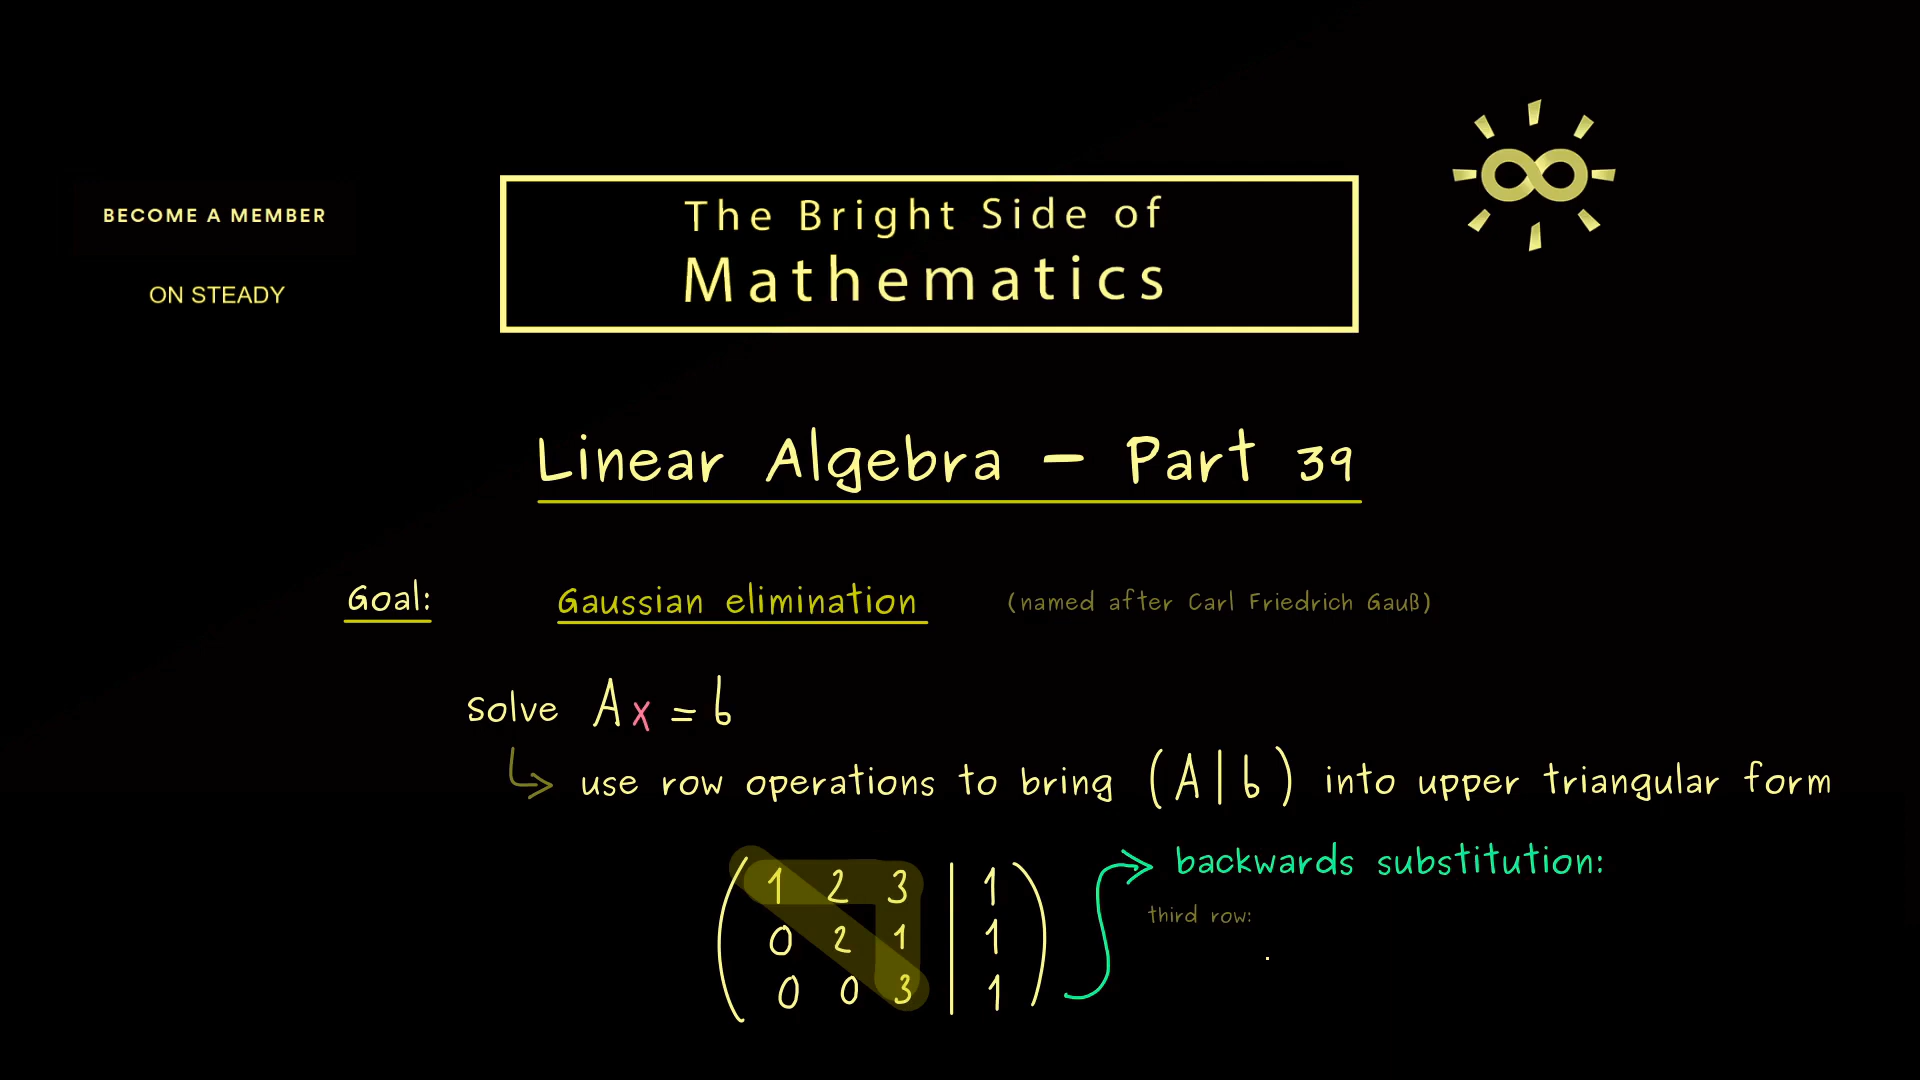 BECOME A MEMBER
ON STEADY
The Bright Side of
Mathematics
Linear Algebra – Part 39
Goal: Gaussian elimination (named after Carl Friedrich Gauß)
solve Ax = b
use row operations to bring (A|b) into upper triangular form
backwards substitution:
third row:
1 2 3 | 1
0 2 1 | 1
0 0 3 | 1